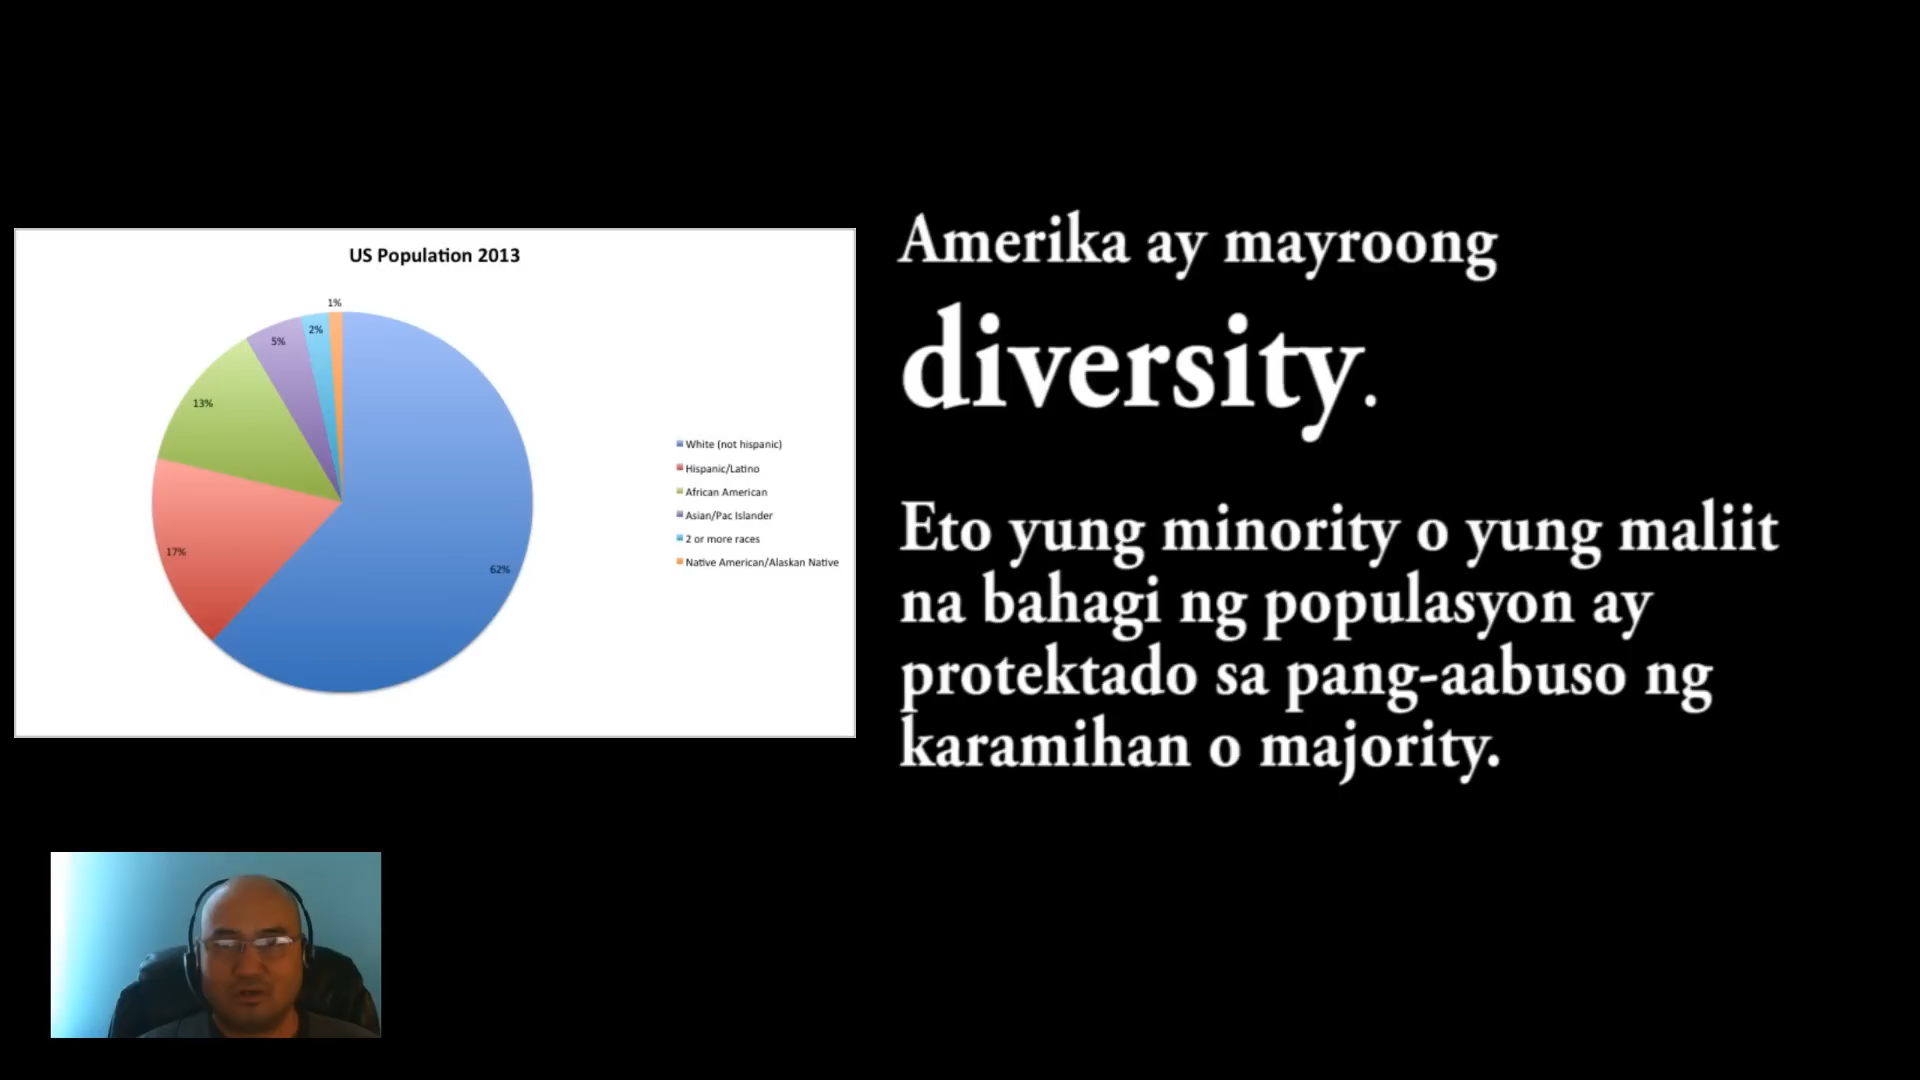 US Population 2013
1%
2%
5%
13%
17%
62%
White (not hispanic)
Hispanic/Latino
African American
Asian/Pac Islander
2 or more races
Native American/Alaskan Native
Amerika ay mayroong
diversity.
Eto yung minority o yung maliit
na bahagi ng populasyon ay
protektado sa pang-aabuso ng
karamihan o majority.